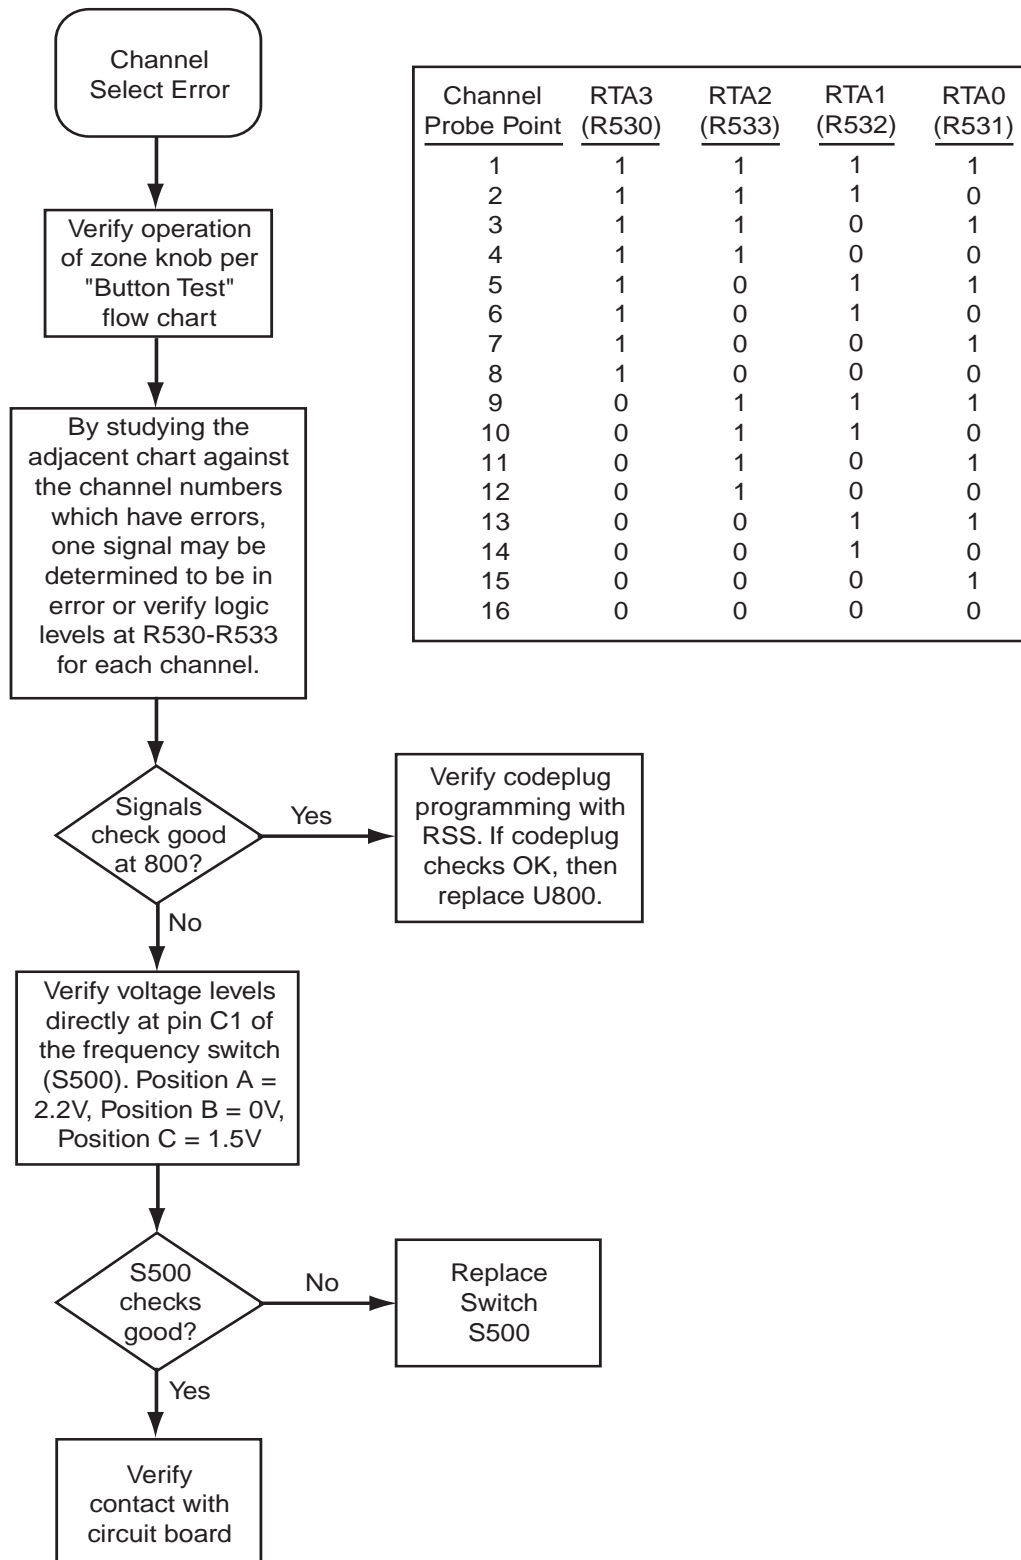 Channel
Select Error
Verify operation
of zone knob per
"Button Test"
flow chart
By studying the
adjacent chart against
the channel numbers
which have errors,
one signal may be
determined to be in
error or verify logic
levels at R530-R533
for each channel.
Channel RTA3 RTA2 RTA1 RTA0
Probe Point (R530) (R533) (R532) (R531)
1 1 1 1 1
2 1 1 1 0
3 1 1 0 1
4 1 1 0 0
5 1 0 1 1
6 1 0 1 0
7 1 0 0 1
8 1 0 0 0
9 0 1 1 1
10 0 1 1 0
11 0 1 0 1
12 0 1 0 0
13 0 0 1 1
14 0 0 1 0
15 0 0 0 1
16 0 0 0 0
Signals
check good
at 800?
Yes
Verify codeplug
programming with
RSS. If codeplug
checks OK, then
replace U800.
No
Verify voltage levels
directly at pin C1 of
the frequency switch
(S500). Position A =
2.2V, Position B = 0V,
Position C = 1.5V
S500
checks
good?
No
Replace
Switch
S500
Yes
Verify
contact with
circuit board